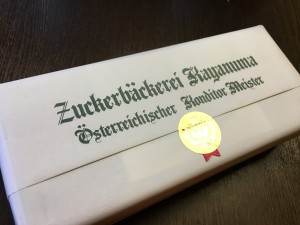 Zuckerbäckerei Kayanuma
Österreichischer Konditor Meister